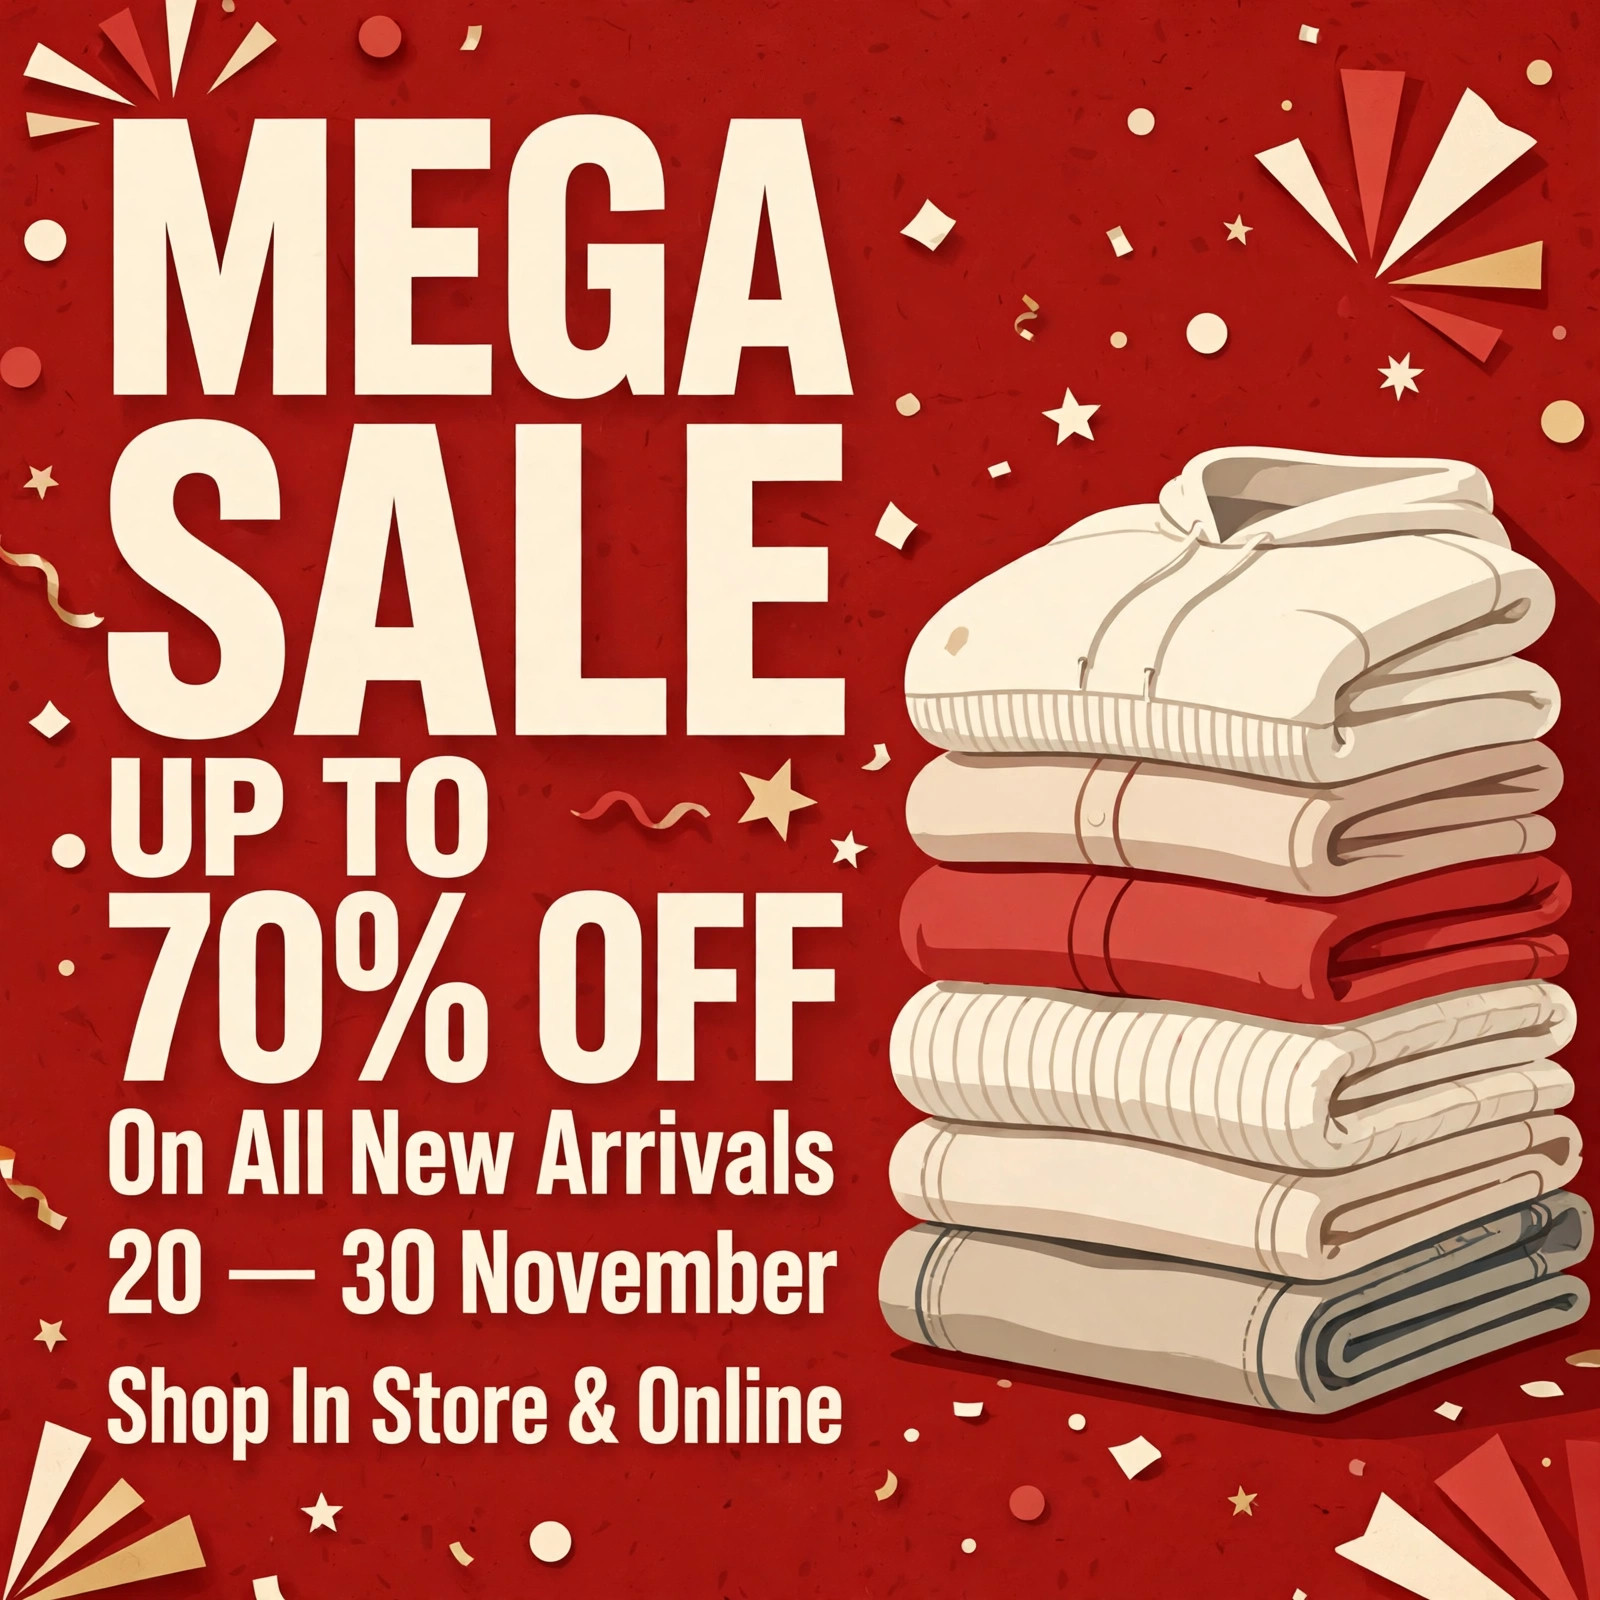 MEGA
SALE
UP TO
70% OFF
On All New Arrivals
20 — 30 November
Shop In Store & Online